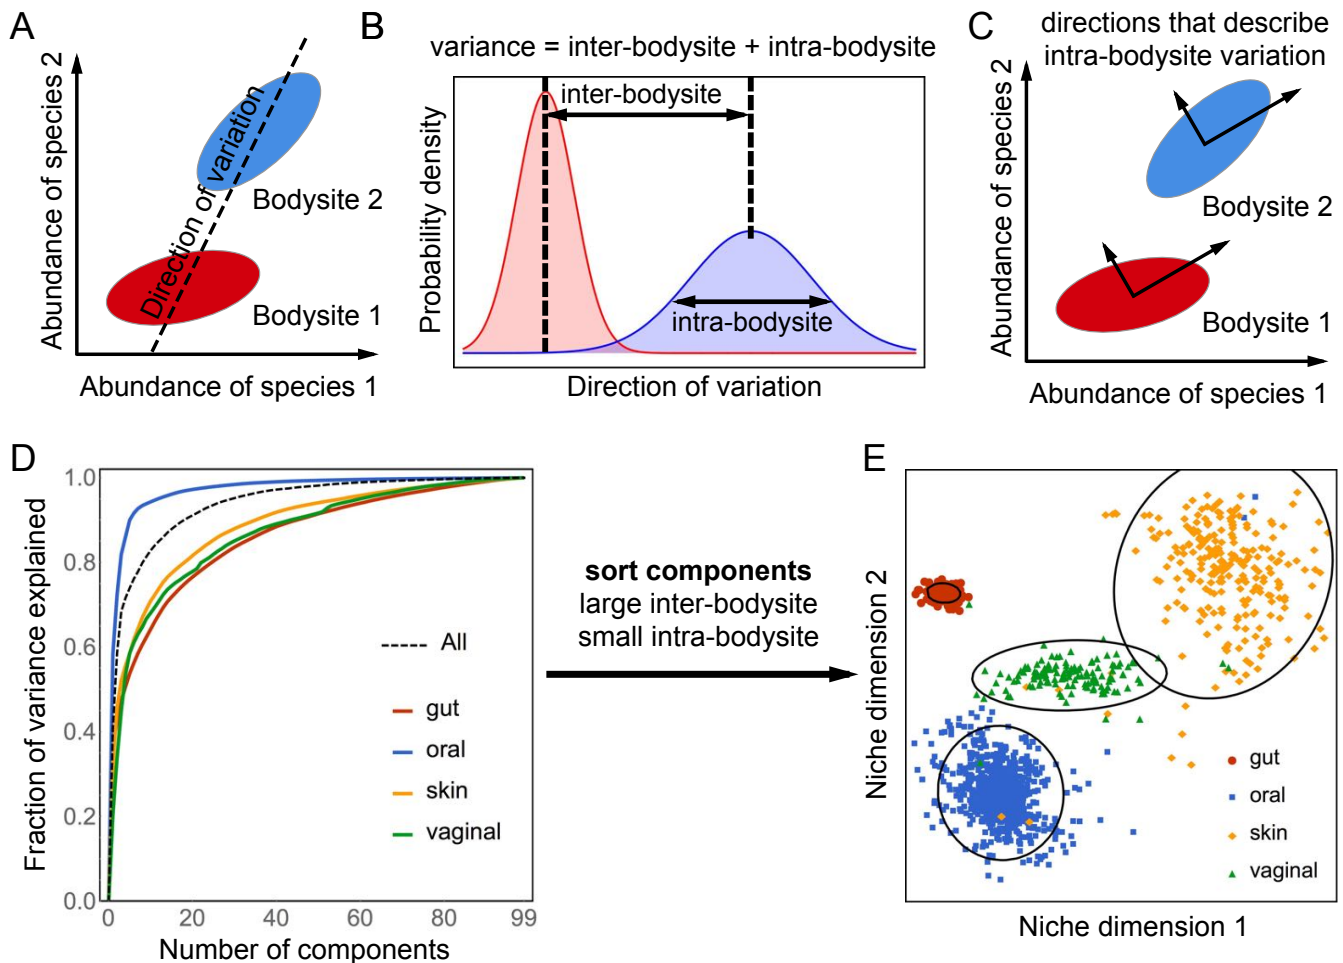 A
Abundance of species 2
Direction of variation
Bodysite 2
Bodysite 1
Abundance of species 1
B
variance = inter-bodysite + intra-bodysite
Probability density
inter-bodysite
intra-bodysite
Direction of variation
C
directions that describe
intra-bodysite variation
Abundance of species 2
Bodysite 2
Bodysite 1
Abundance of species 1
D
Fraction of variance explained
1.0
0.8
0.6
0.4
0.2
0.0
0 20 40 60 80 99
Number of components
All
gut
oral
skin
vaginal
sort components
large inter-bodysite
small intra-bodysite
E
Niche dimension 2
gut
oral
skin
vaginal
Niche dimension 1